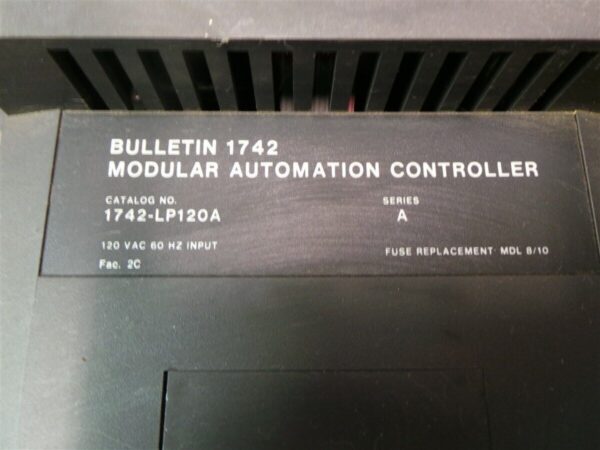 BULLETIN 1742
MODULAR AUTOMATION CONTROLLER
CATALOG NO.
1742-LP120A
SERIES
A
120 VAC 60 HZ INPUT
FUSE REPLACEMENT: MDL 8/10
Fac. 2C